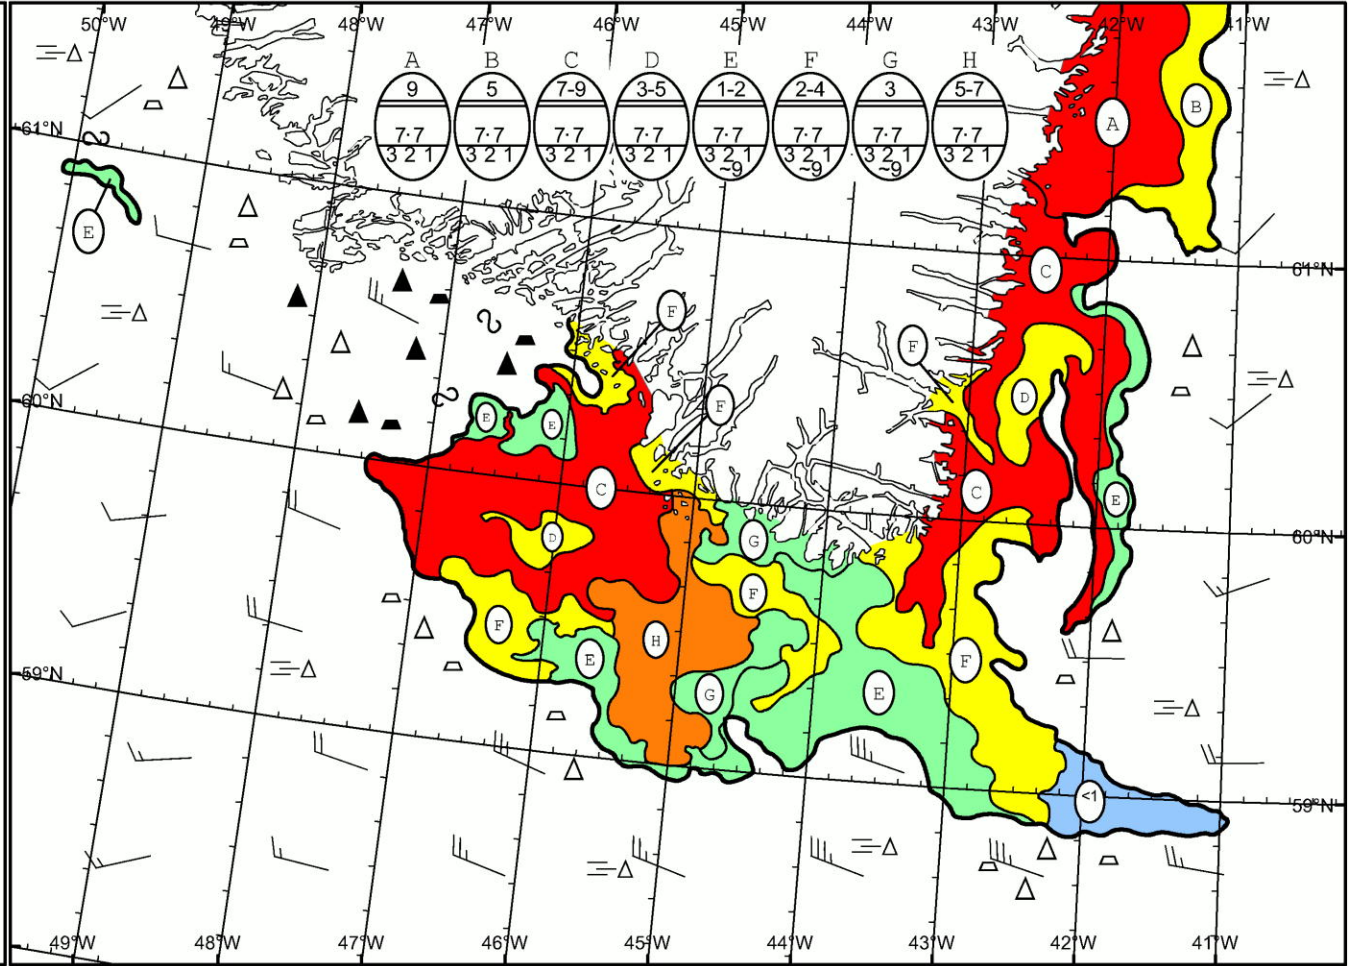 50°W 49°W 48°W 47°W 46°W 45°W 44°W 43°W 42°W 41°W
A B C D E F G H
9 5 7-9 3-5 1-2 2-4 3 5-7
7·7 7·7 7·7 7·7 7·7 7·7 7·7 7·7
3 2 1 3 2 1 3 2 1 3 2 1 3 2 1 3 2 1 3 2 1 3 2 1
~9 ~9 ~9
B
A
61°N
E
C
61°N
F
F
D
60°N
F
E E
C C
E
D G
60°N
F
F
H
E F
59°N
G E
<1
59°N
49°W 48°W 47°W 46°W 45°W 44°W 43°W 42°W 41°W